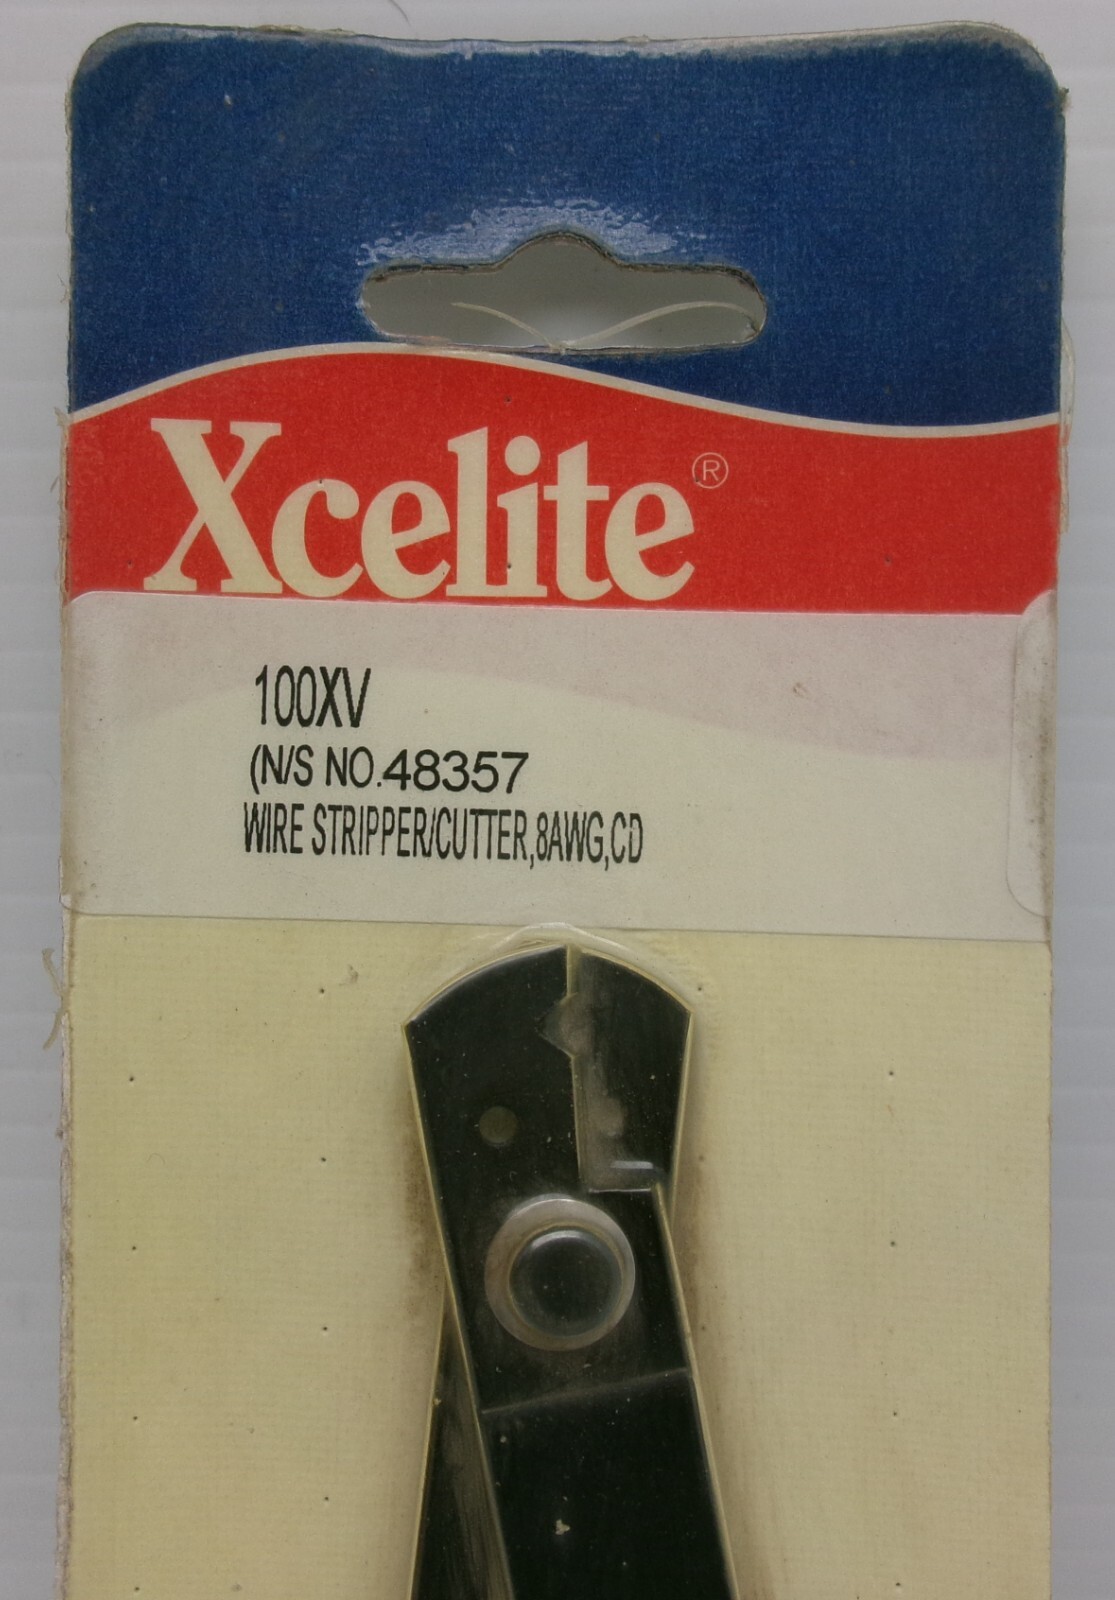 Xcelite®
100XV
(N/S NO.48357
WIRE STRIPPER/CUTTER,8AWG,CD